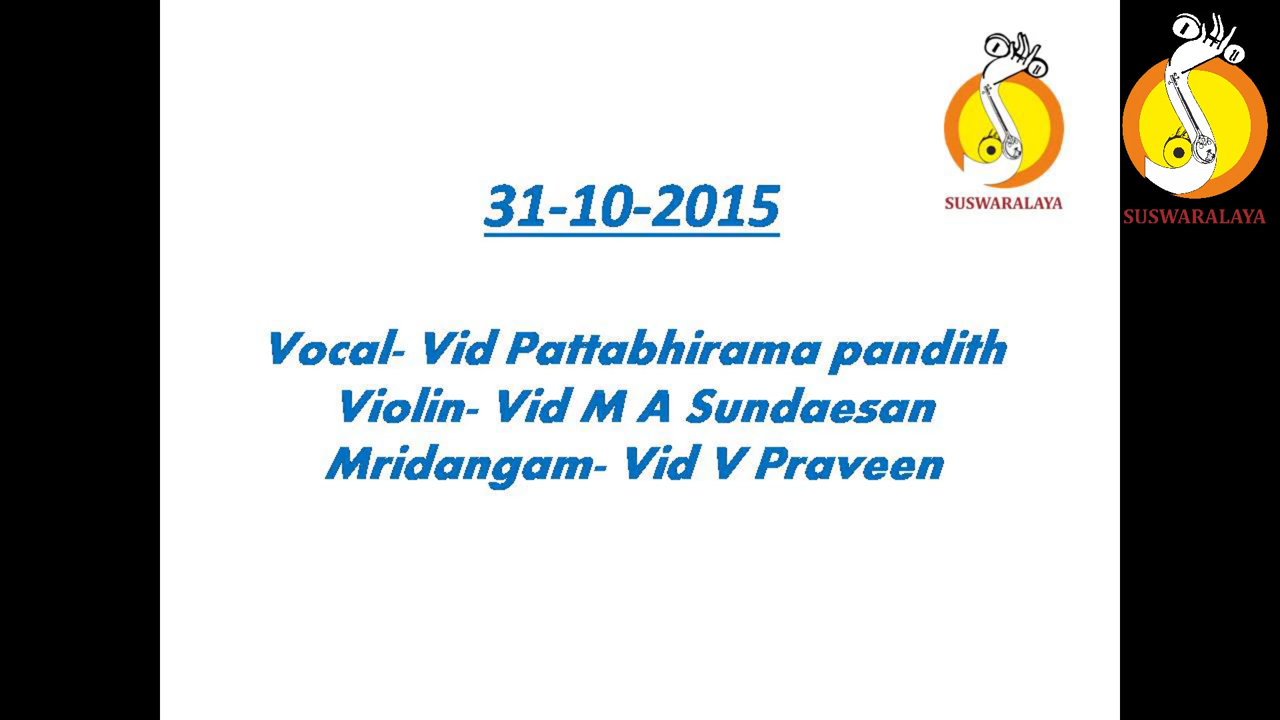 31-10-2015
SUSWARALAYA
SUSWARALAYA
Vocal- Vid Pattabhirama pandith
Violin- Vid M A Sundaesan
Mridangam- Vid V Praveen